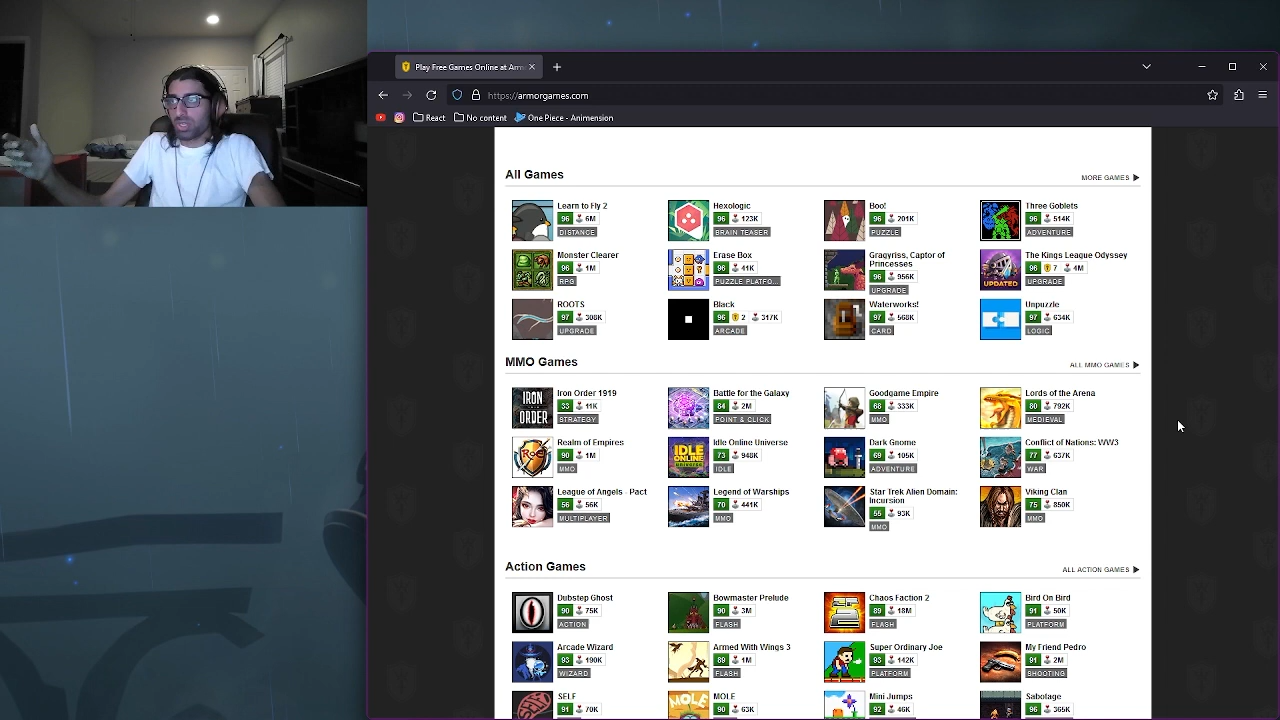 Play Free Games Online at Arm
https://armorgames.com
React
No content
One Piece - Animension
All Games
MORE GAMES
Learn to Fly 2
96 6M
DISTANCE
Hexologic
96 123K
BRAIN TEASER
Boo!
96 201K
PUZZLE
Three Goblets
96 514K
ADVENTURE
Monster Clearer
96 1M
RPG
Erase Box
96 41K
PUZZLE PLATFO...
Gragyriss, Captor of
Princesses
96 956K
UPGRADE
UPDATED
The Kings League Odyssey
96 7 4M
UPGRADE
ROOTS
97 308K
UPGRADE
Black
96 2 317K
ARCADE
Waterworks!
97 568K
CARD
Unpuzzle
97 634K
LOGIC
MMO Games
ALL MMO GAMES
IRON
ORDER
Iron Order 1919
33 11K
STRATEGY
Battle for the Galaxy
84 2M
POINT & CLICK
Goodgame Empire
68 333K
MMO
Lords of the Arena
80 792K
MEDIEVAL
RoE
Realm of Empires
90 1M
MMO
IDLE
ONLINE
UNIVERSE
Idle Online Universe
73 948K
IDLE
Dark Gnome
69 105K
ADVENTURE
Conflict of Nations: WW3
77 637K
WAR
League of Angels - Pact
56 56K
MULTIPLAYER
Legend of Warships
70 441K
MMO
Star Trek Alien Domain:
Incursion
55 93K
MMO
Viking Clan
75 850K
MMO
Action Games
ALL ACTION GAMES
Dubstep Ghost
90 75K
ACTION
Bowmaster Prelude
90 3M
FLASH
Chaos Faction 2
89 18M
FLASH
Bird On Bird
91 50K
PLATFORM
Arcade Wizard
93 190K
WIZARD
Armed With Wings 3
89 1M
FLASH
Super Ordinary Joe
93 142K
PLATFORM
My Friend Pedro
91 2M
SHOOTING
SELF
SELF
91 70K
MOLE
MOLE
90 63K
Mini Jumps
92 46K
Sabotage
96 365K